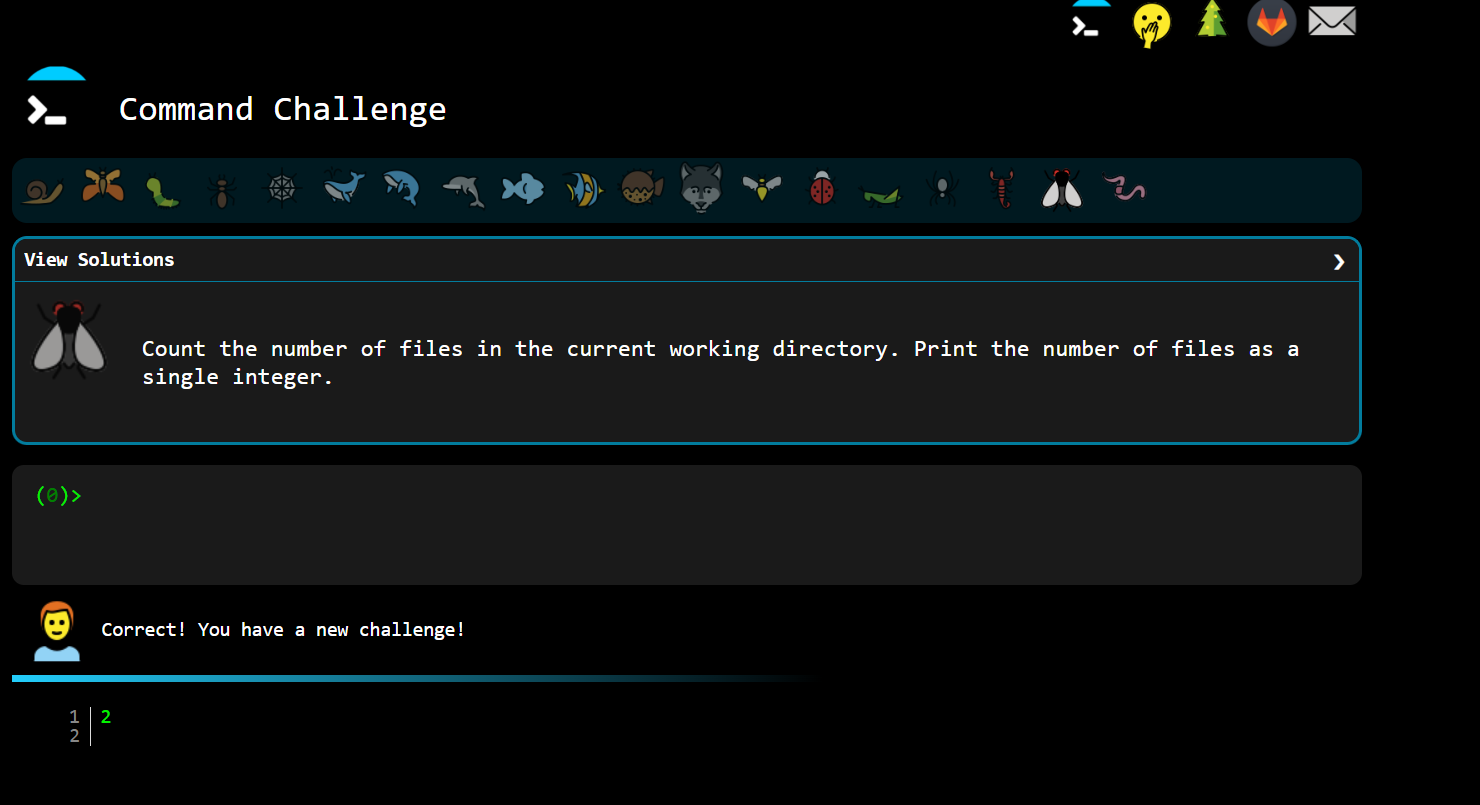 Command Challenge
View Solutions
Count the number of files in the current working directory. Print the number of files as a
single integer.
(0)>
Correct! You have a new challenge!
1 2
2